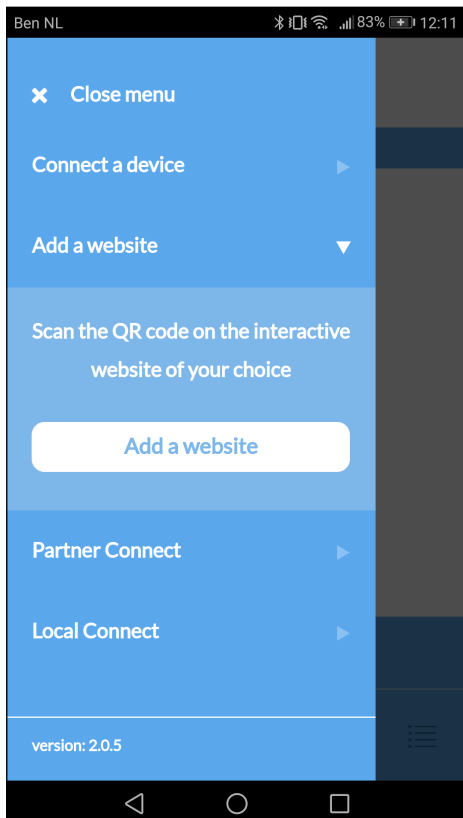 Ben NL 83% 12:11
Close menu
Connect a device
Add a website
Scan the QR code on the interactive
website of your choice
Add a website
Partner Connect
Local Connect
version: 2.0.5